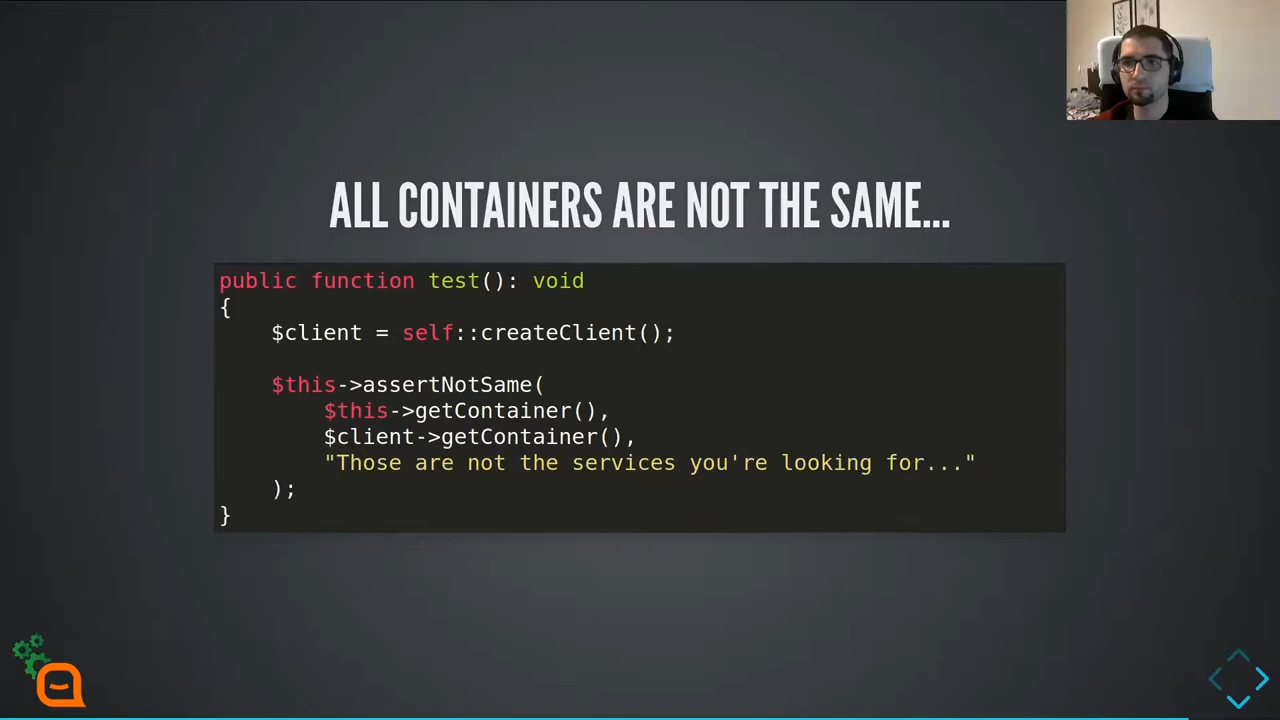 ALL CONTAINERS ARE NOT THE SAME...
public function test(): void
{
    $client = self::createClient();

    $this->assertNotSame(
        $this->getContainer(),
        $client->getContainer(),
        "Those are not the services you're looking for..."
    );
}